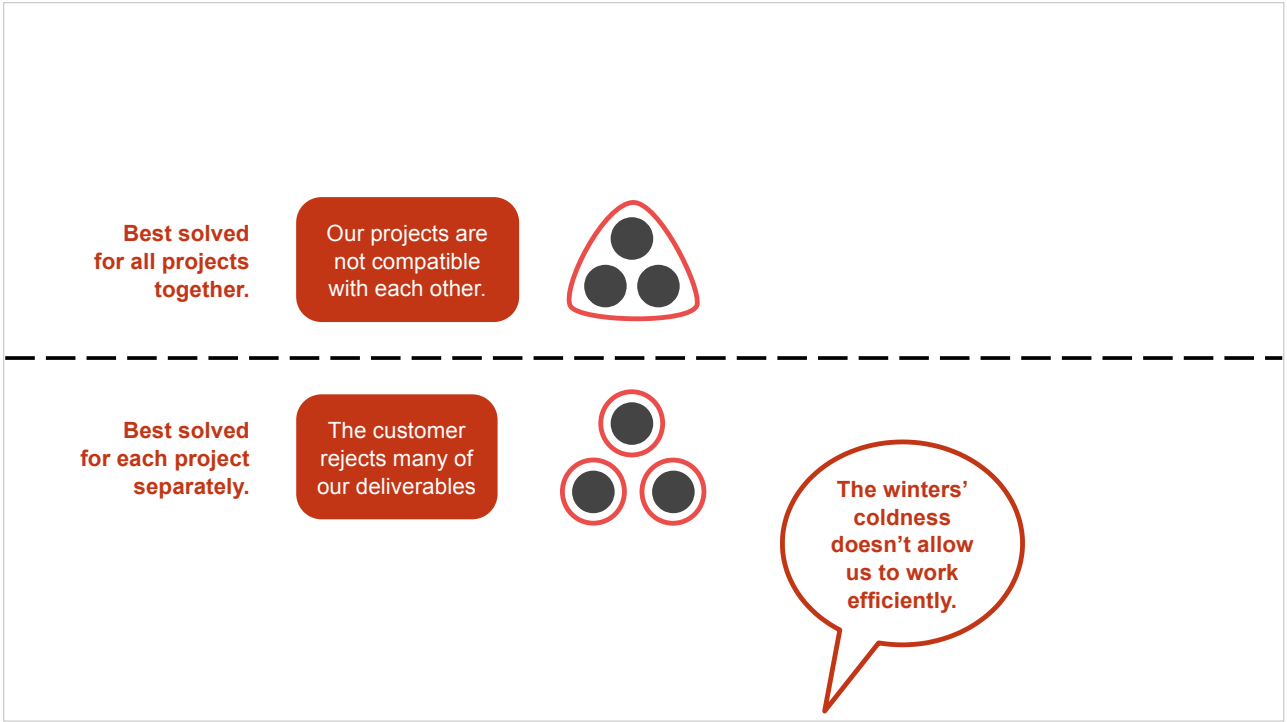 Best solved
for all projects
together.
Our projects are
not compatible
with each other.
Best solved
for each project
separately.
The customer
rejects many of
our deliverables
The winters’
coldness
doesn’t allow
us to work
efficiently.